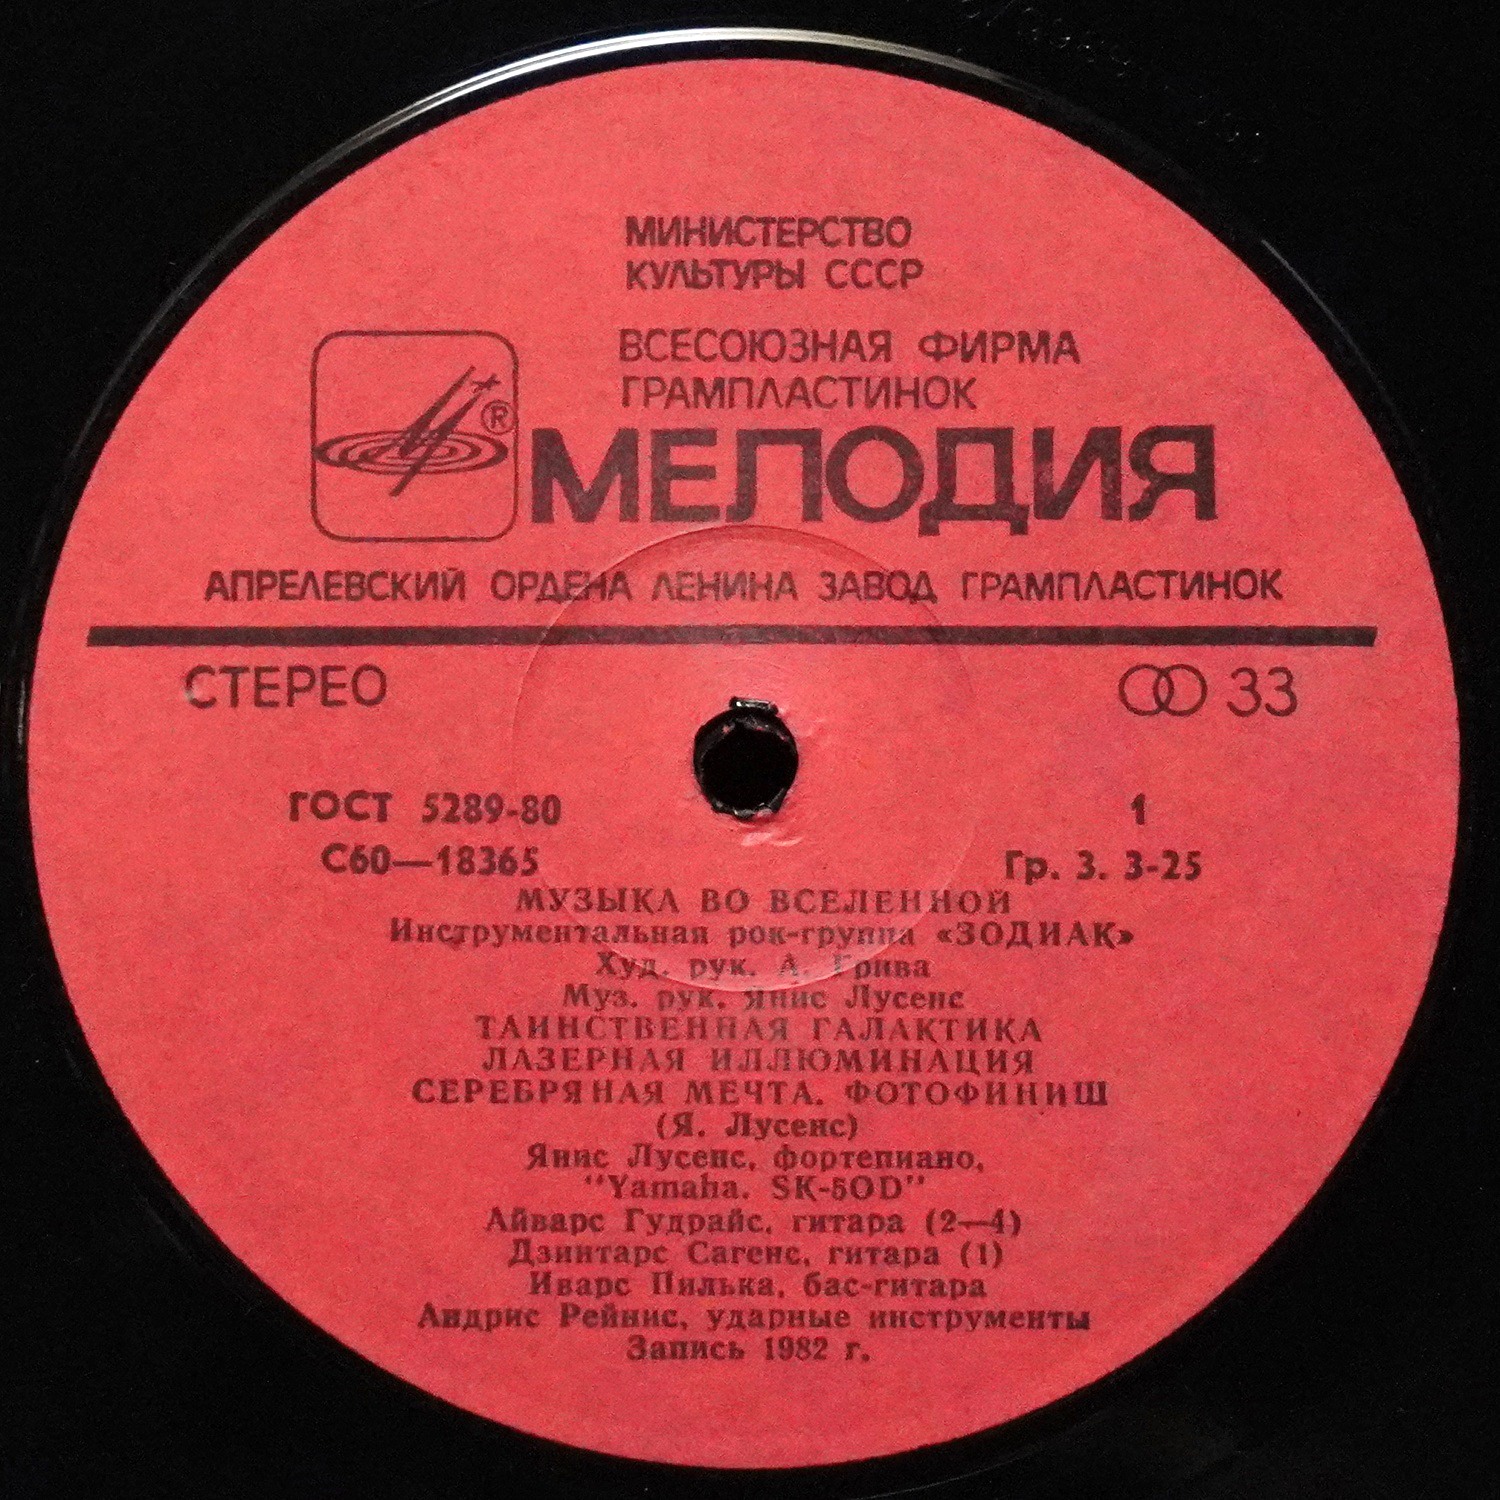 МИНИСТЕРСТВО
КУЛЬТУРЫ СССР
ВСЕСОЮЗНАЯ ФИРМА
ГРАМПЛАСТИНОК
®
МЕЛОДИЯ
АПРЕЛЕВСКИЙ ОРДЕНА ЛЕНИНА ЗАВОД ГРАМПЛАСТИНОК
СТЕРЕО 33
ГОСТ 5289-80 1
С60—18365 Гр. 3. 3-25
МУЗЫКА ВО ВСЕЛЕННОЙ
Инструментальная рок-группа «ЗОДИАК»
Худ. рук. А. Грива
Муз. рук. Янис Лусенс
ТАИНСТВЕННАЯ ГАЛАКТИКА
ЛАЗЕРНАЯ ИЛЛЮМИНАЦИЯ
СЕРЕБРЯНАЯ МЕЧТА. ФОТОФИНИШ
(Я. Лусенс)
Янис Лусенс, фортепиано,
"Yamaha. SK-5OD"
Айварс Гудрайс, гитара (2—4)
Дзинтарс Сагенс, гитара (1)
Иварс Пилька, бас-гитара
Андрис Рейнис, ударные инструменты
Запись 1982 г.